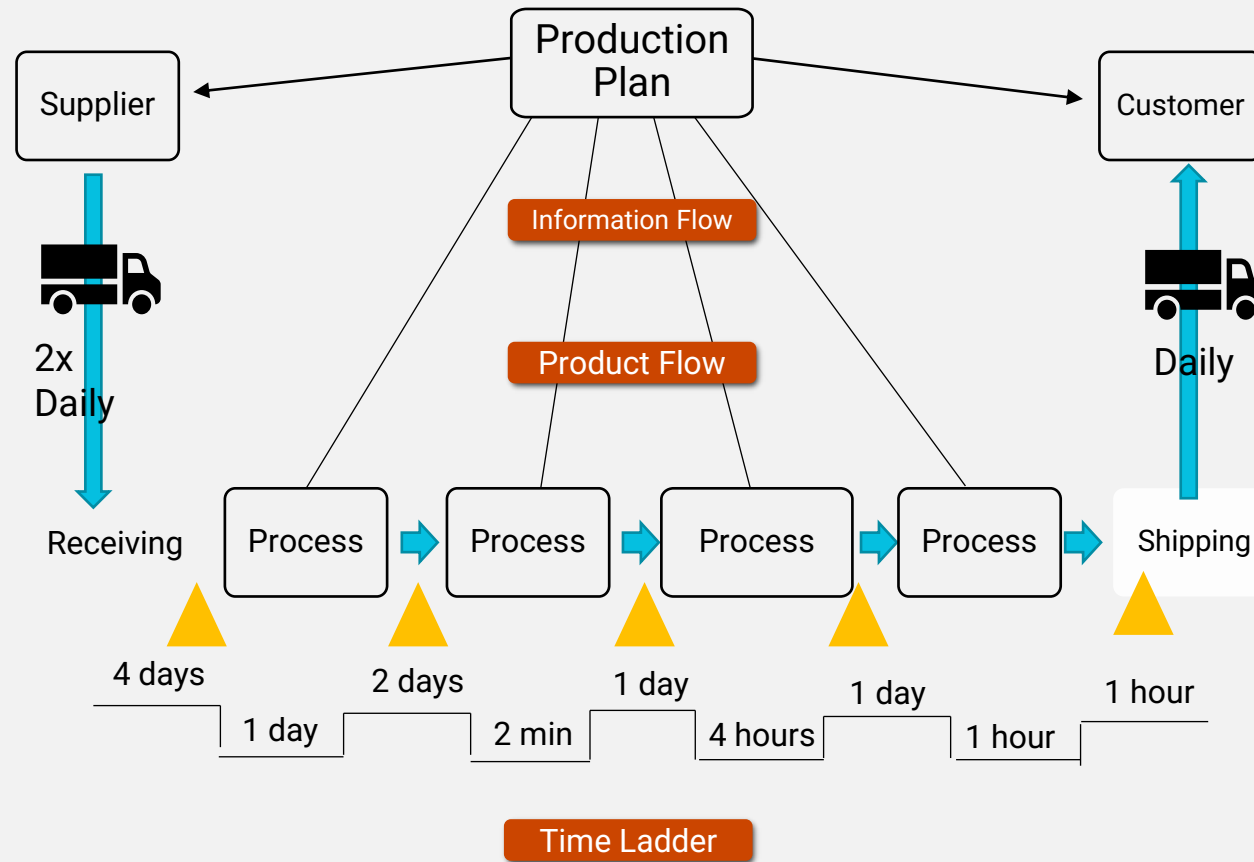 Production
Plan
Supplier
Customer
Information Flow
2x
Daily
Product Flow
Daily
Receiving
Process
Process
Process
Process
Shipping
4 days
2 days
1 day
1 day
1 hour
1 day
2 min
4 hours
1 hour
Time Ladder